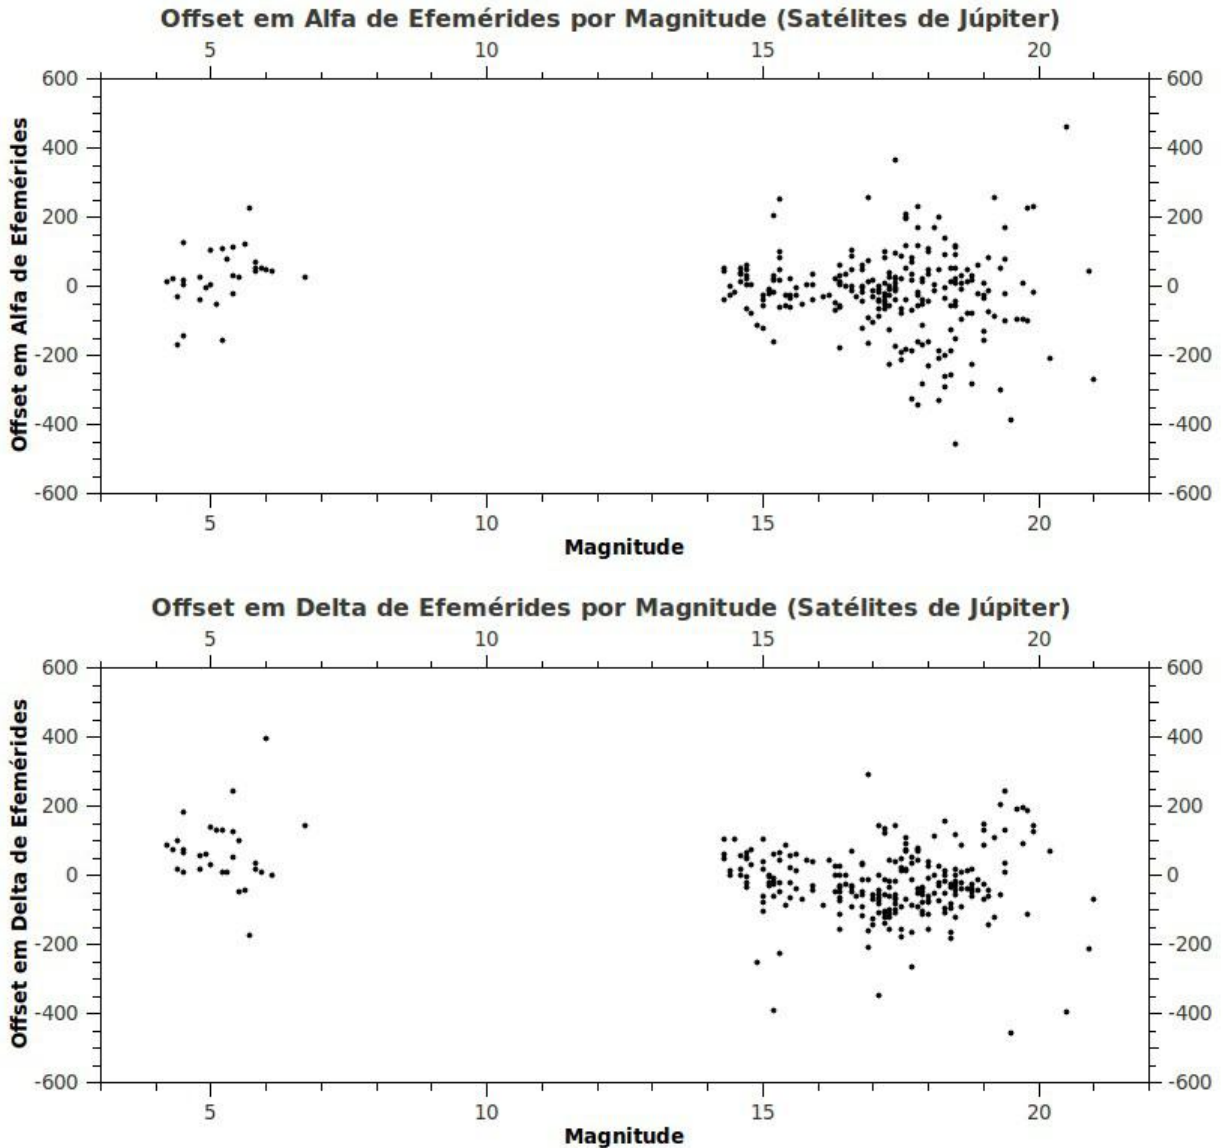 Offset em Alfa de Efemérides por Magnitude (Satélites de Júpiter)
5 10 15 20
600 600
400 400
200 200
0 0
-200 -200
-400 -400
-600 -600
Offset em Alfa de Efemérides
5 10 15 20
Magnitude
Offset em Delta de Efemérides por Magnitude (Satélites de Júpiter)
5 10 15 20
600 600
400 400
200 200
0 0
-200 -200
-400 -400
-600 -600
Offset em Delta de Efemérides
5 10 15 20
Magnitude